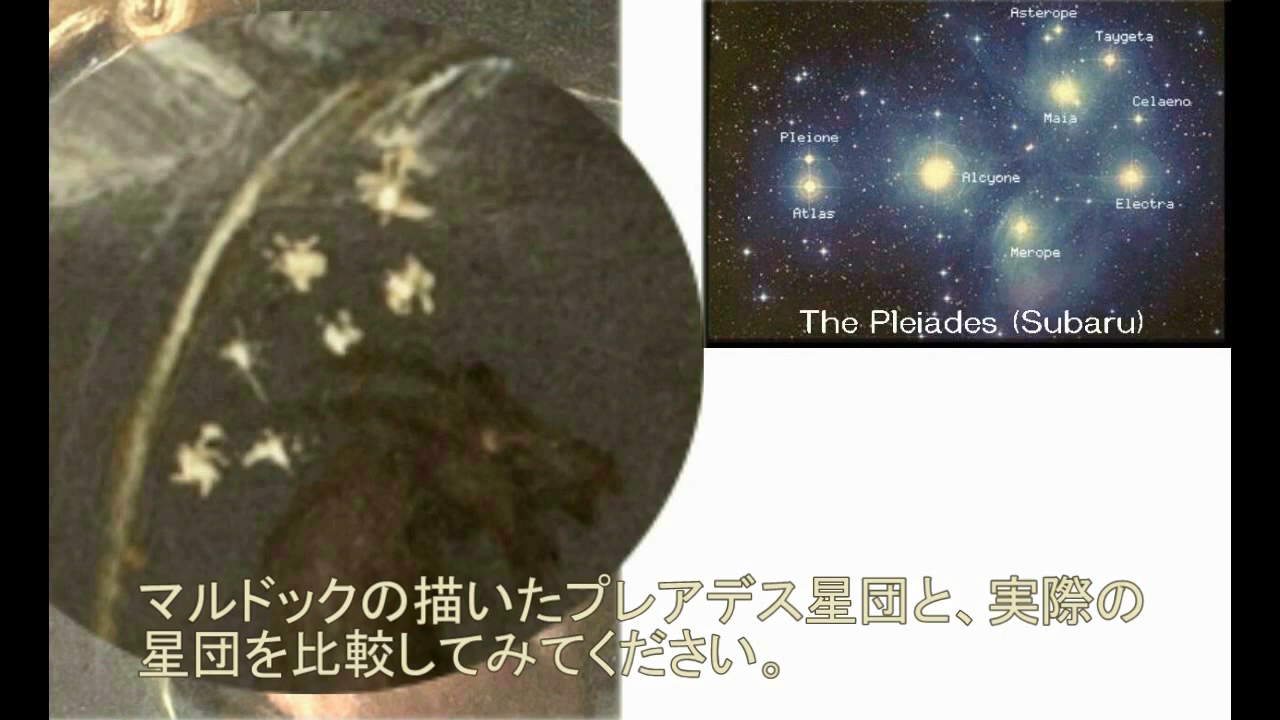 Asterope
Taygeta
Celaeno
Maia
Pleione
Alcyone
Electra
Atlas
Merope
The Pleiades (Subaru)
マルドックの描いたプレアデス星団と、実際の
星団を比較してみてください。